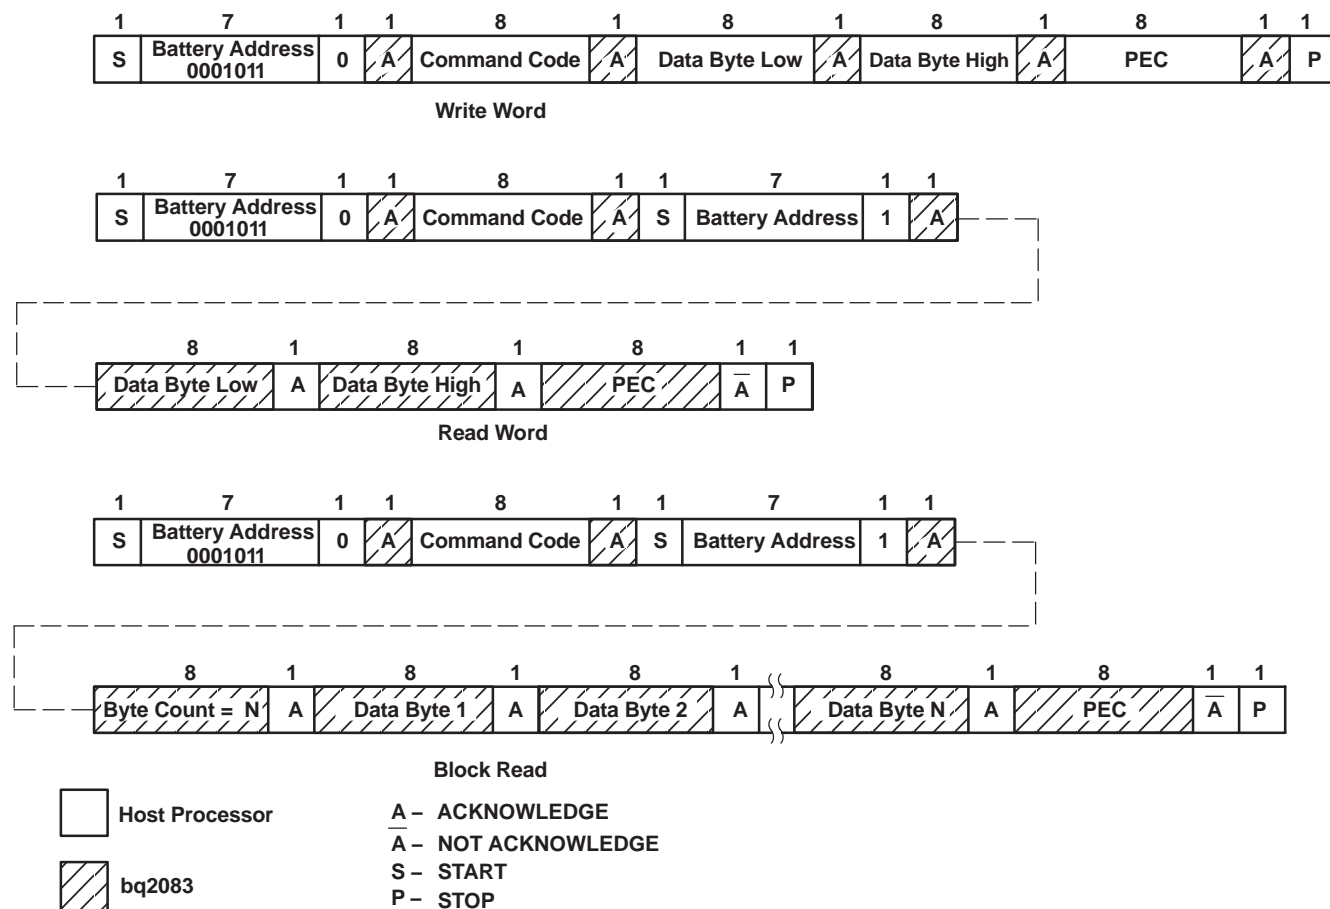 1 7 1 1 8 1 8 1 8 1 8 1 1
S Battery Address 0 A Command Code A Data Byte Low A Data Byte High A PEC A P
0001011
Write Word
1 7 1 1 8 1 1 7 1 1
S Battery Address 0 A Command Code A S Battery Address 1 A
0001011
8 1 8 1 8 1 1
Data Byte Low A Data Byte High A PEC A̅ P
Read Word
1 7 1 1 8 1 1 7 1 1
S Battery Address 0 A Command Code A S Battery Address 1 A
0001011
8 1 8 1 8 1 8 1 8 1 1
Byte Count = N A Data Byte 1 A Data Byte 2 A Data Byte N A PEC A̅ P
Block Read
Host Processor
bq2083
A – ACKNOWLEDGE
A̅ – NOT ACKNOWLEDGE
S – START
P – STOP